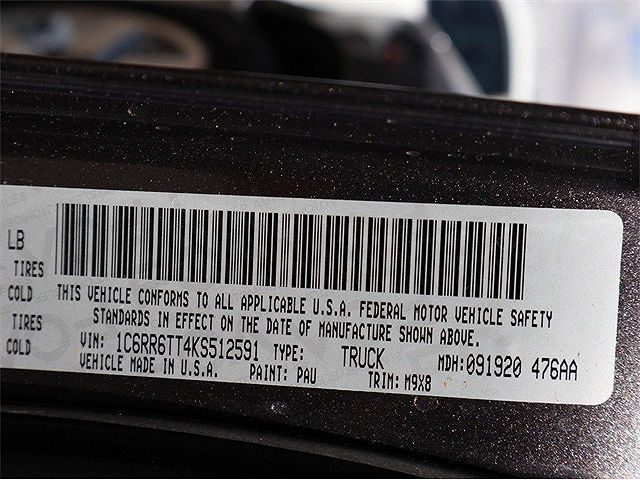 LB
TIRES
COLD
TIRES
COLD
THIS VEHICLE CONFORMS TO ALL APPLICABLE U.S.A. FEDERAL MOTOR VEHICLE SAFETY
STANDARDS IN EFFECT ON THE DATE OF MANUFACTURE SHOWN ABOVE.
VIN: 1C6RR6TT4KS512591 TYPE: TRUCK MDH:091920 476AA
VEHICLE MADE IN U.S.A. PAINT: PAU TRIM: M9X8